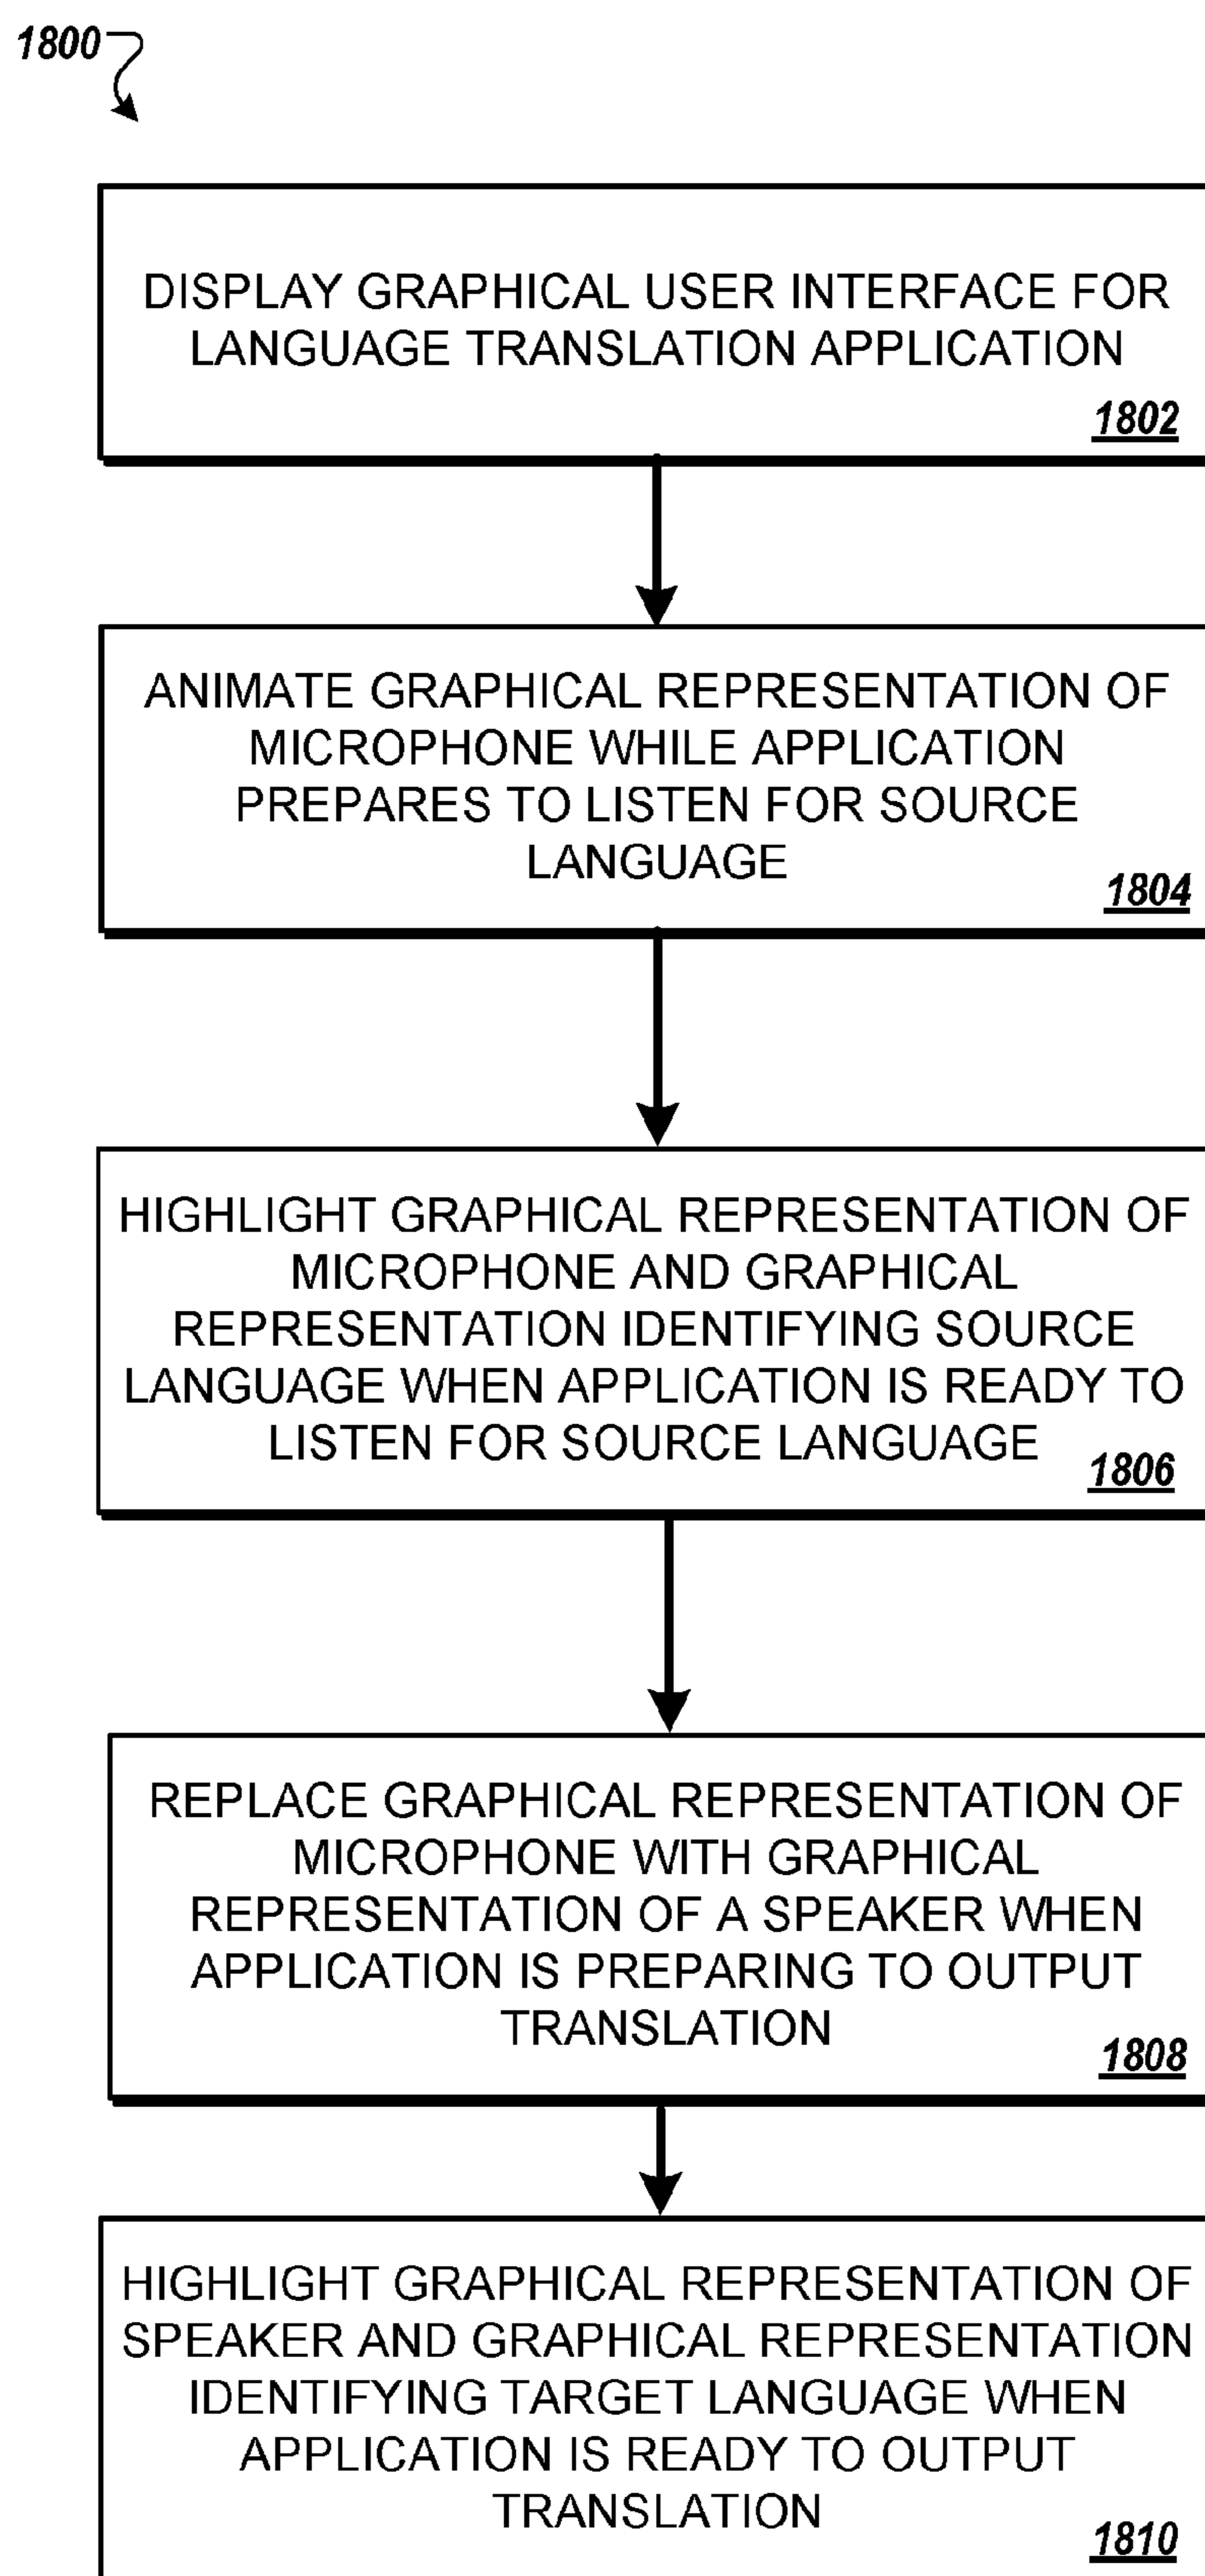 1800
DISPLAY GRAPHICAL USER INTERFACE FOR
LANGUAGE TRANSLATION APPLICATION
1802
ANIMATE GRAPHICAL REPRESENTATION OF
MICROPHONE WHILE APPLICATION
PREPARES TO LISTEN FOR SOURCE
LANGUAGE
1804
HIGHLIGHT GRAPHICAL REPRESENTATION OF
MICROPHONE AND GRAPHICAL
REPRESENTATION IDENTIFYING SOURCE
LANGUAGE WHEN APPLICATION IS READY TO
LISTEN FOR SOURCE LANGUAGE
1806
REPLACE GRAPHICAL REPRESENTATION OF
MICROPHONE WITH GRAPHICAL
REPRESENTATION OF A SPEAKER WHEN
APPLICATION IS PREPARING TO OUTPUT
TRANSLATION
1808
HIGHLIGHT GRAPHICAL REPRESENTATION OF
SPEAKER AND GRAPHICAL REPRESENTATION
IDENTIFYING TARGET LANGUAGE WHEN
APPLICATION IS READY TO OUTPUT
TRANSLATION
1810